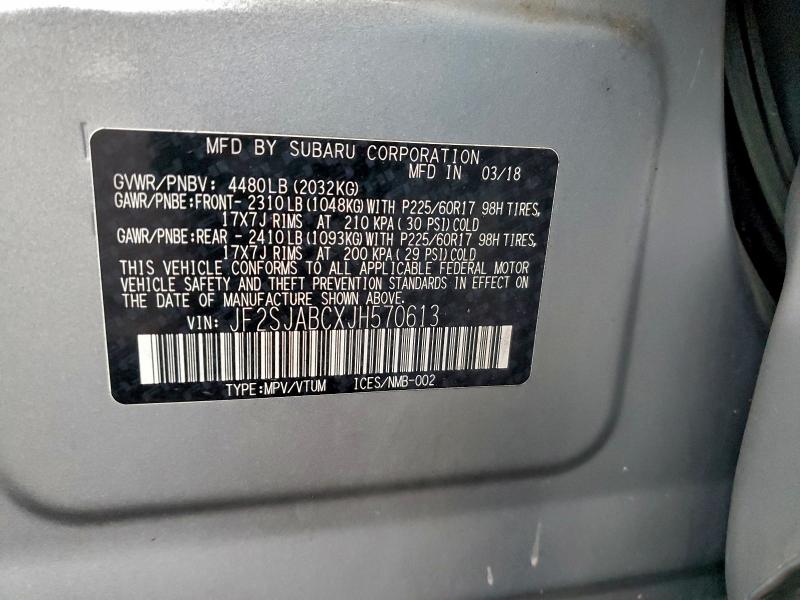 MFD BY SUBARU CORPORATION
MFD IN 03/18
GVWR/PNBV: 4480LB(2032KG)
GAWR/PNBE:FRONT- 2310LB(1048KG)WITH P225/60R17 98H TIRES,
17X7J RIMS AT 210 KPA(30 PSI)COLD
GAWR/PNBE:REAR - 2410LB(1093KG)WITH P225/60R17 98H TIRES,
17X7J RIMS AT 200 KPA(29 PSI)COLD
THIS VEHICLE CONFORMS TO ALL APPLICABLE FEDERAL MOTOR
VEHICLE SAFETY AND THEFT PREVENTION STANDARDS IN EFFECT ON
THE DATE OF MANUFACTURE SHOWN ABOVE.
VIN: JF2SJABCXJH570613
TYPE:MPV/VTUM ICES/NMB-002